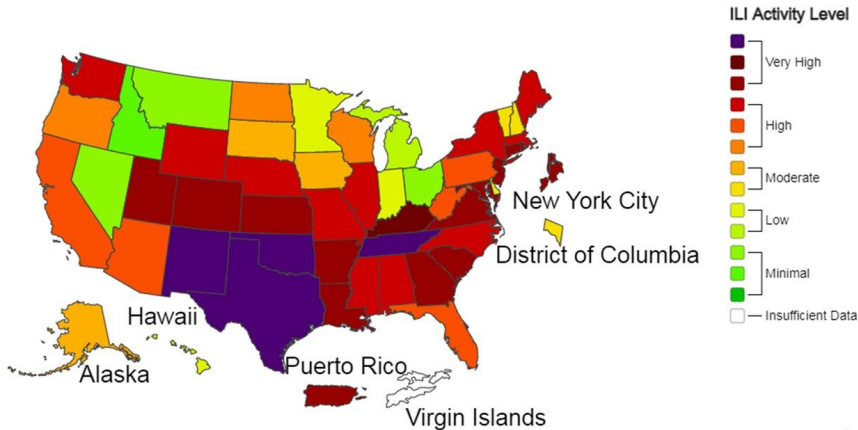 ILI Activity Level
Very High
High
Moderate
Low
Minimal
Insufficient Data
New York City
District of Columbia
Hawaii
Alaska
Puerto Rico
Virgin Islands